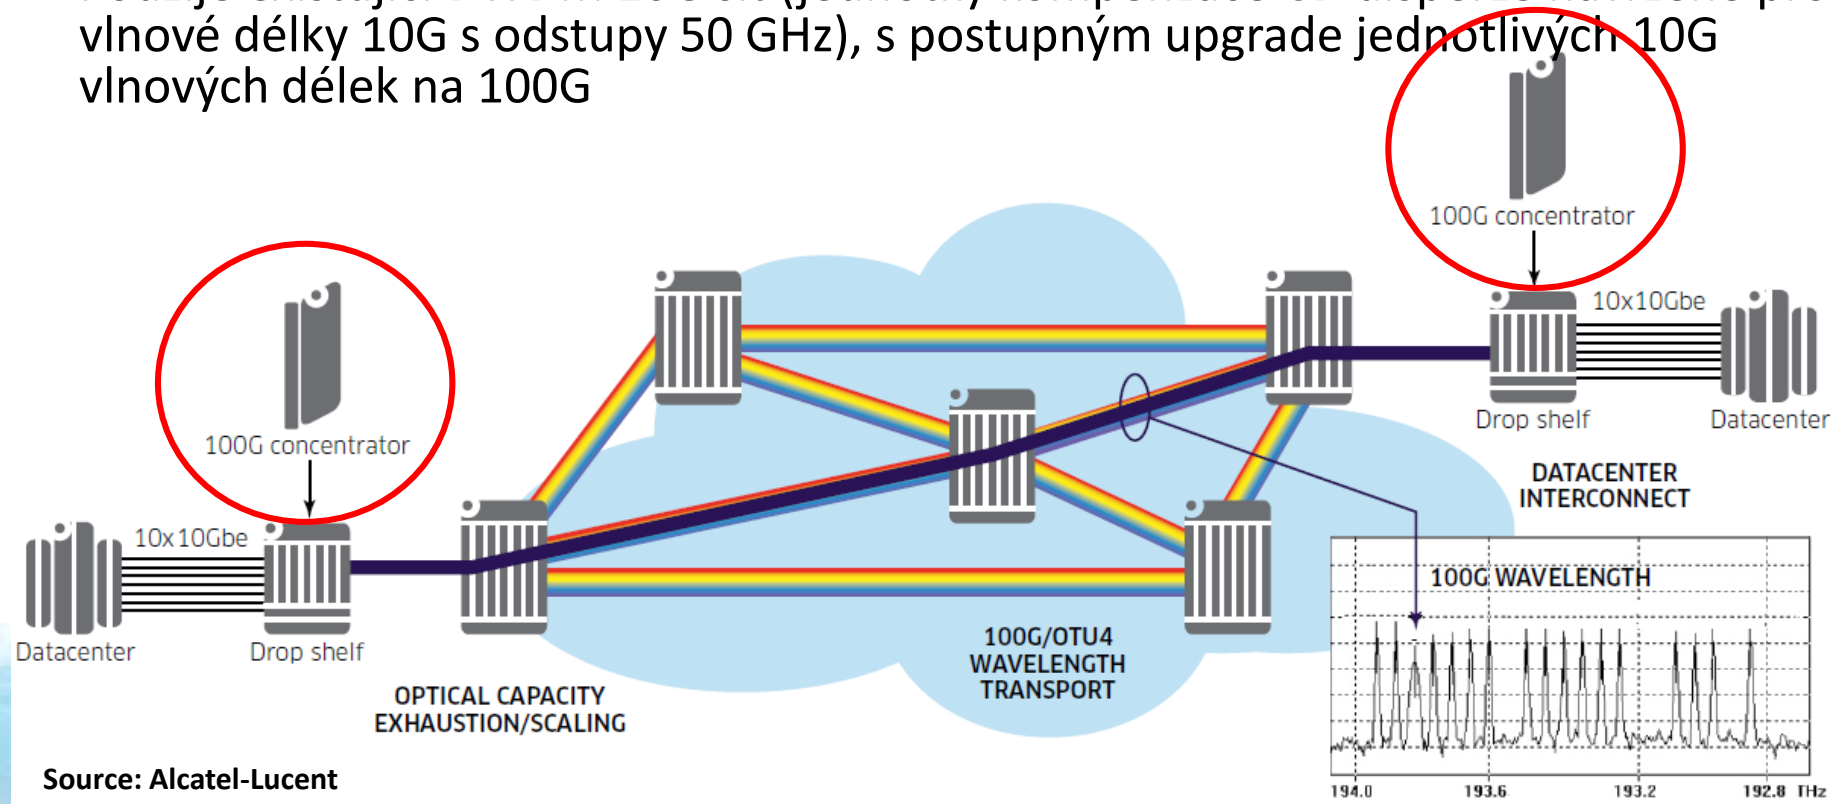 vlnové délky 10G s odstupy 50 GHz), s postupným upgrade jednotlivých 10G
vlnových délek na 100G
100G concentrator
10x10Gbe
Drop shelf
Datacenter
DATACENTER
INTERCONNECT
100G concentrator
10x10Gbe
Datacenter
Drop shelf
OPTICAL CAPACITY
EXHAUSTION/SCALING
100G/OTU4
WAVELENGTH
TRANSPORT
100G WAVELENGTH
194.0 193.6 193.2 192.8 THz
Source: Alcatel-Lucent